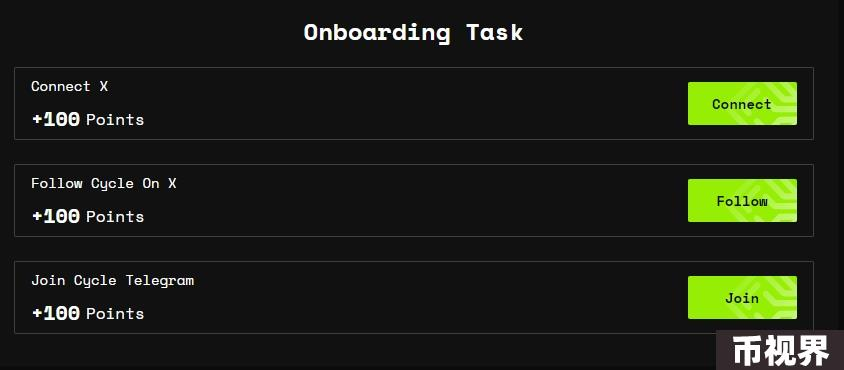 Onboarding Task
Connect X
+100 Points
Connect
Follow Cycle On X
+100 Points
Follow
Join Cycle Telegram
+100 Points
Join
币视界